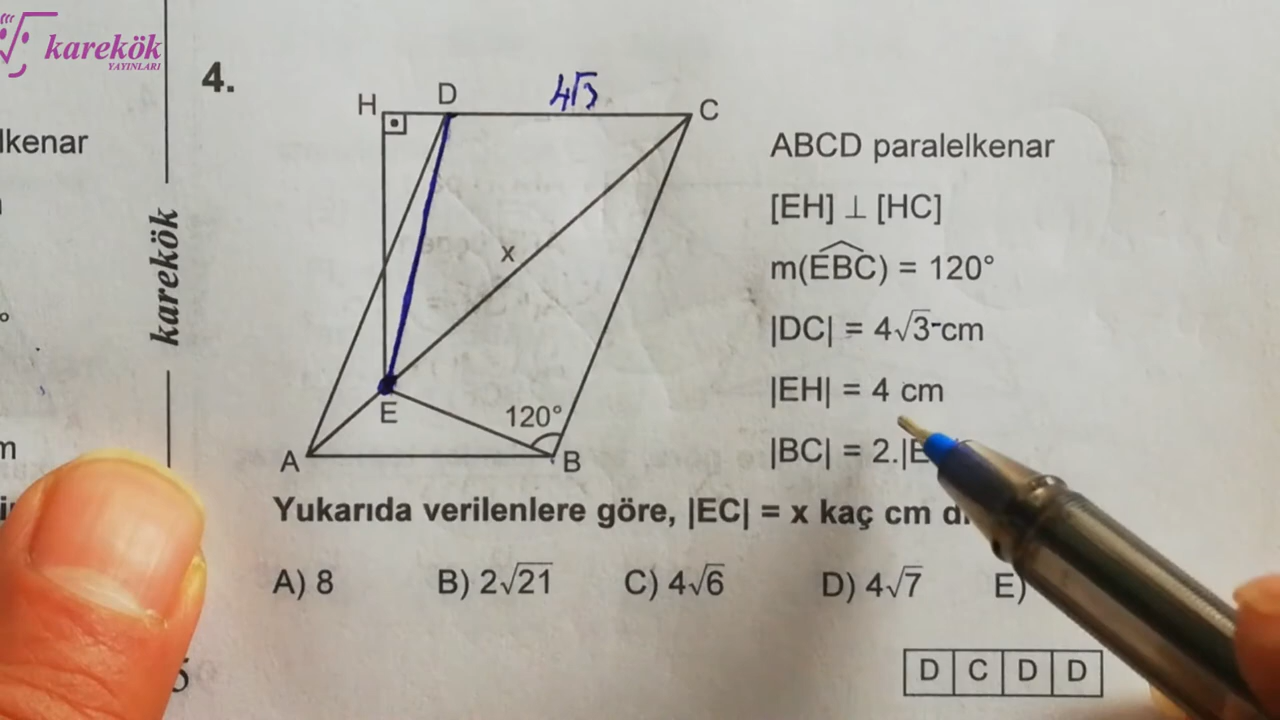 karekök
YAYINLARI
lkenar
karekök
4.
4√3
H
D
C
x
E
120°
A
B
ABCD paralelkenar
[EH] ⊥ [HC]
m(EBC) = 120°
|DC| = 4√3 cm
|EH| = 4 cm
|BC| = 2.|E
Yukarıda verilenlere göre, |EC| = x kaç cm
A) 8 B) 2√21 C) 4√6 D) 4√7 E)
D C D D